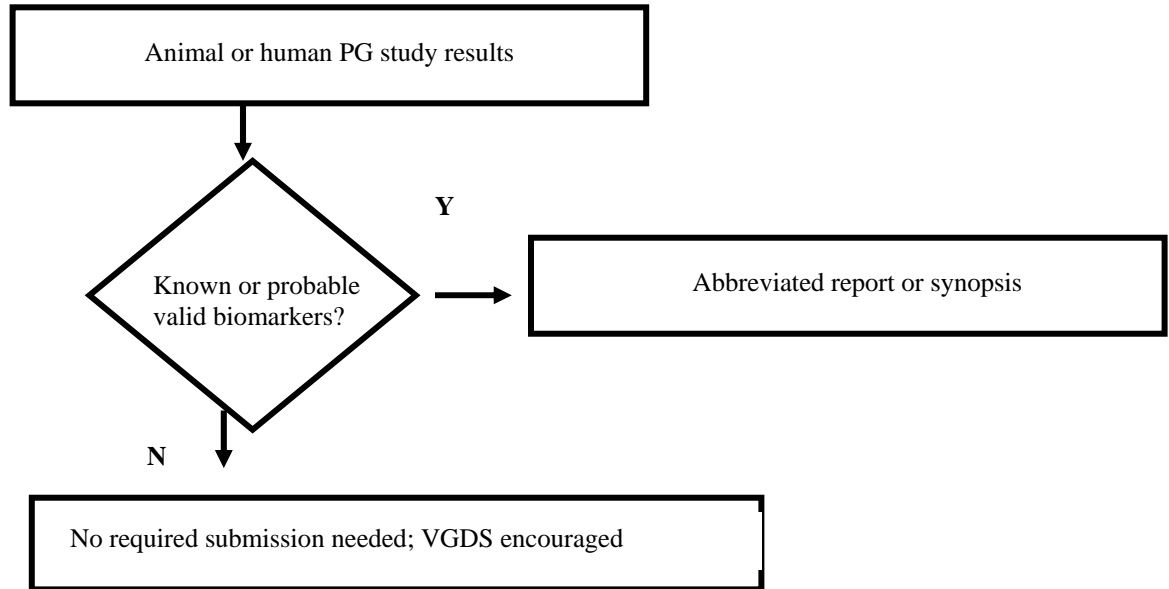 Animal or human PG study results
Y
Known or probable
valid biomarkers?
Abbreviated report or synopsis
N
No required submission needed; VGDS encouraged